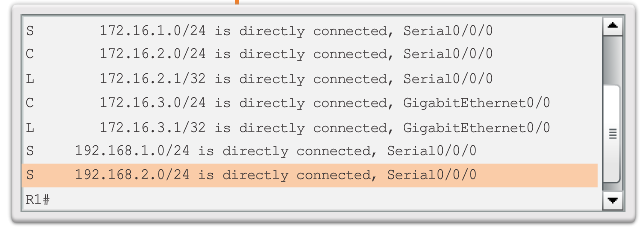 S 172.16.1.0/24 is directly connected, Serial0/0/0
C 172.16.2.0/24 is directly connected, Serial0/0/0
L 172.16.2.1/32 is directly connected, Serial0/0/0
C 172.16.3.0/24 is directly connected, GigabitEthernet0/0
L 172.16.3.1/32 is directly connected, GigabitEthernet0/0
S 192.168.1.0/24 is directly connected, Serial0/0/0
S 192.168.2.0/24 is directly connected, Serial0/0/0
R1#